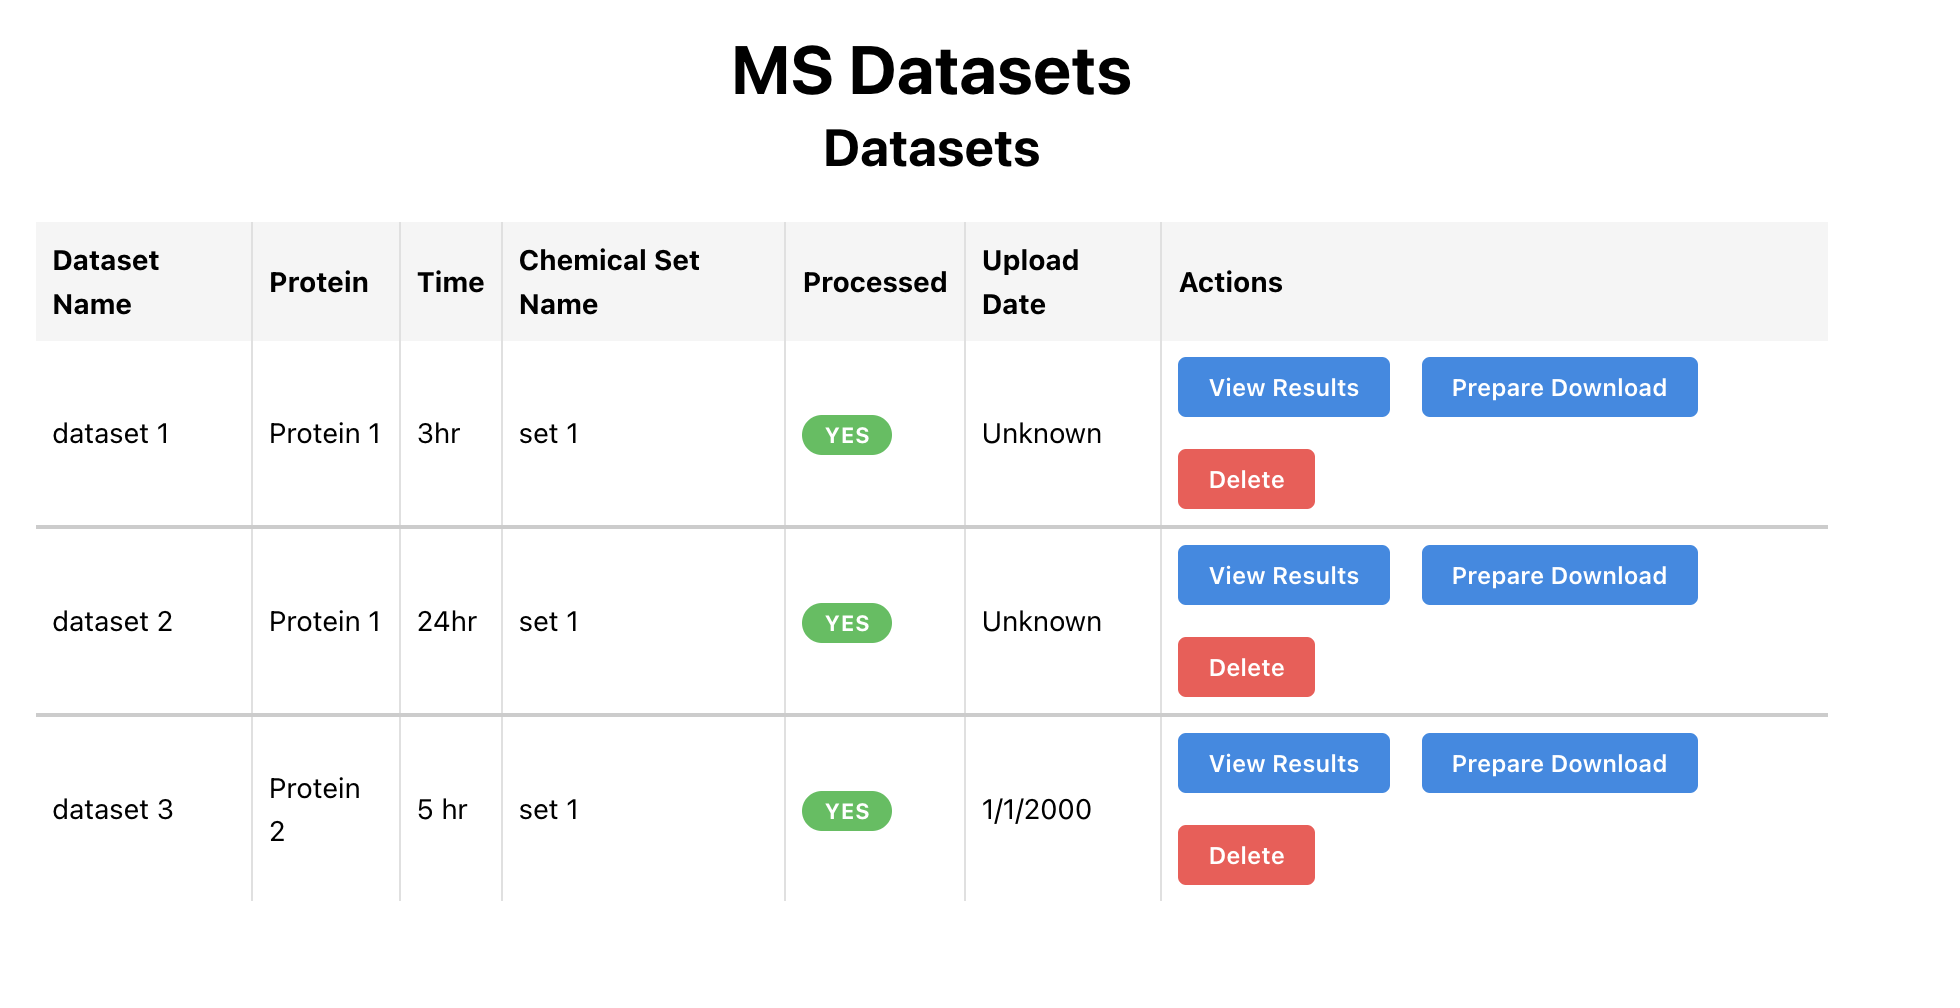 MS Datasets
Datasets
Dataset Name
Protein
Time
Chemical Set Name
Processed
Upload Date
Actions
dataset 1
Protein 1
3hr
set 1
YES
Unknown
View Results
Prepare Download
Delete
dataset 2
Protein 1
24hr
set 1
YES
Unknown
View Results
Prepare Download
Delete
dataset 3
Protein 2
5 hr
set 1
YES
1/1/2000
View Results
Prepare Download
Delete